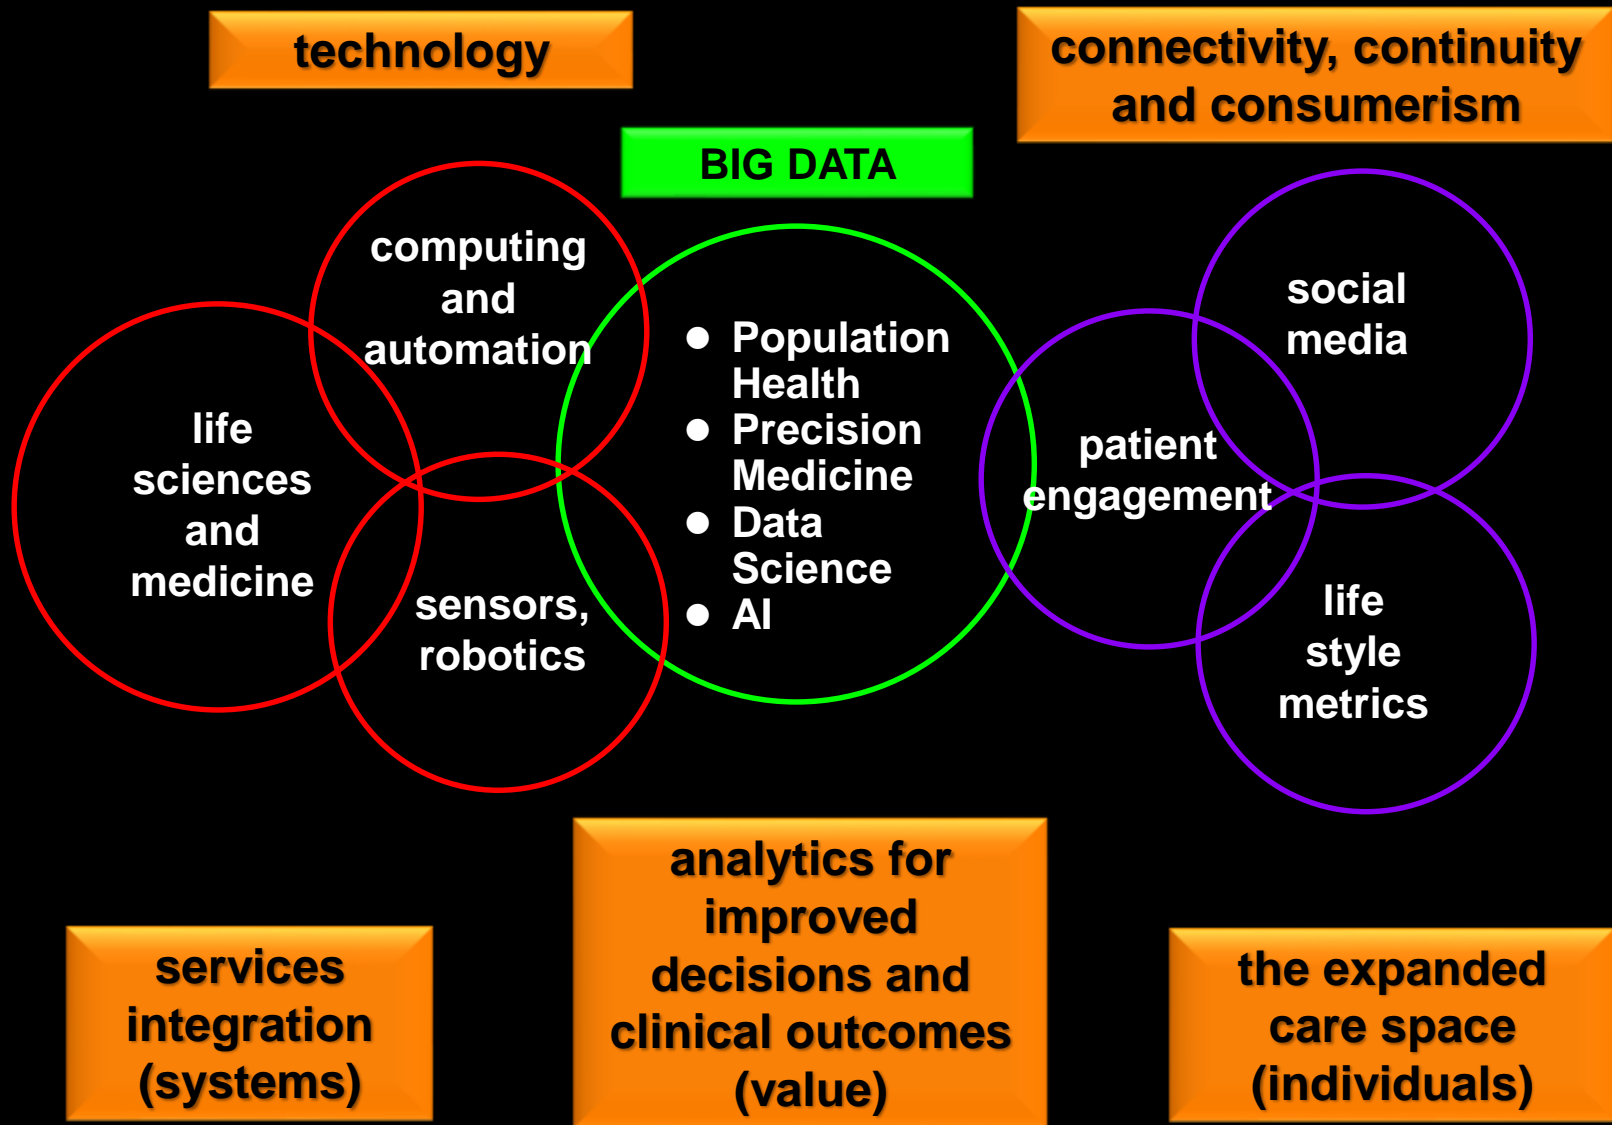 technology
connectivity, continuity
and consumerism
BIG DATA
computing
and
automation
life
sciences
and
medicine
sensors,
robotics
● Population
Health
● Precision
Medicine
● Data
Science
● AI
social
media
patient
engagement
life
style
metrics
services
integration
(systems)
analytics for
improved
decisions and
clinical outcomes
(value)
the expanded
care space
(individuals)